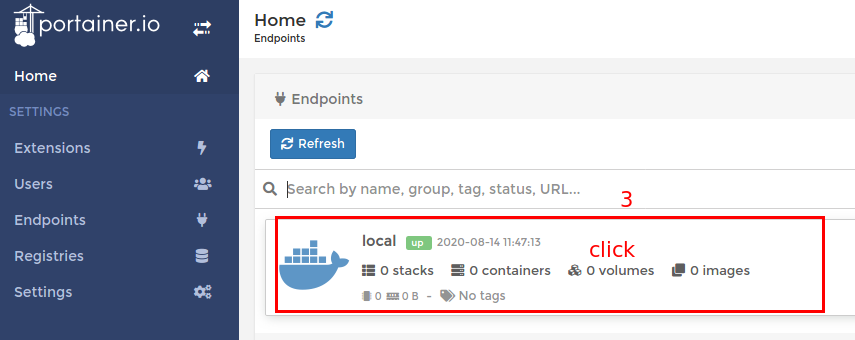 portainer.io
Home
SETTINGS
Extensions
Users
Endpoints
Registries
Settings
Home
Endpoints
Endpoints
Refresh
Search by name, group, tag, status, URL...
3
local up 2020-08-14 11:47:13
click
0 stacks 0 containers 0 volumes 0 images
0 0 B - No tags